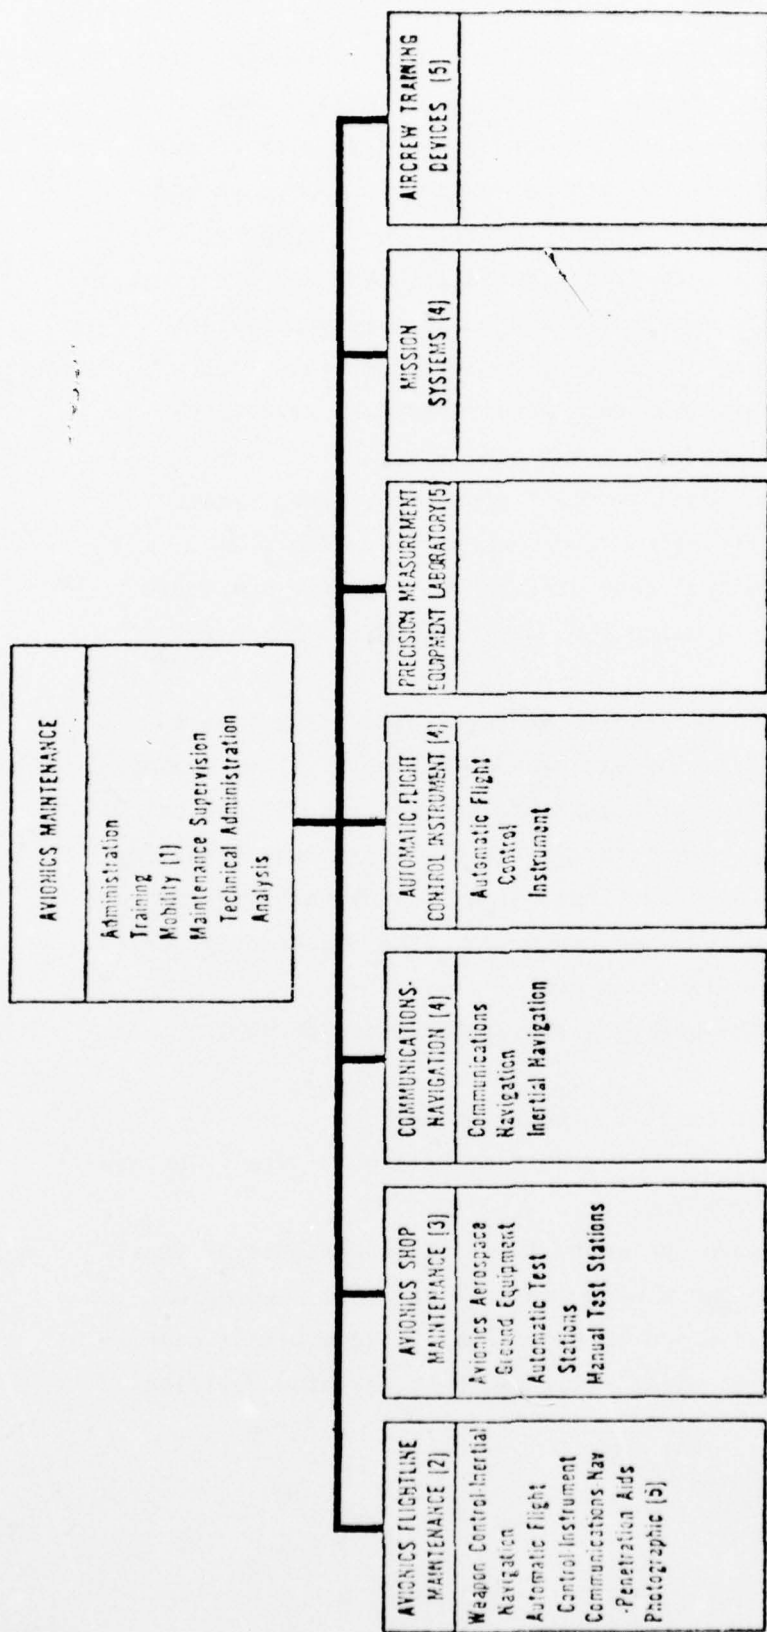 AVIONICS MAINTENANCE
Administration
Training
Mobility (1)
Maintenance Supervision
Technical Administration
Analysis
AVIONICS FLIGHTLINE
MAINTENANCE (2)
Weapon Control-Inertial
Navigation
Automatic Flight
Control Instrument
Communications Nav
-Penetration Aids
Photographic (5)
AVIONICS SHOP
MAINTENANCE (3)
Avionics Aerospace
Ground Equipment
Automatic Test
Stations
Manual Test Stations
COMMUNICATIONS-
NAVIGATION (4)
Communications
Navigation
Inertial Navigation
AUTOMATIC FLIGHT
CONTROL INSTRUMENT (4)
Automatic Flight
Control
Instrument
PRECISION MEASUREMENT
EQUIPMENT LABORATORY(5)
MISSION
SYSTEMS (4)
AIRCREW TRAINING
DEVICES (5)